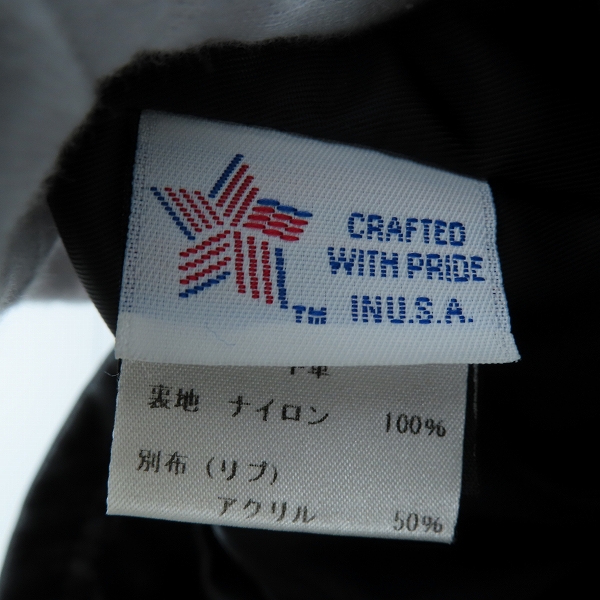 CRAFTED
WITH PRIDE
IN U.S.A.
TM
裏地 ナイロン 100%
別布 (リブ)
アクリル 50%